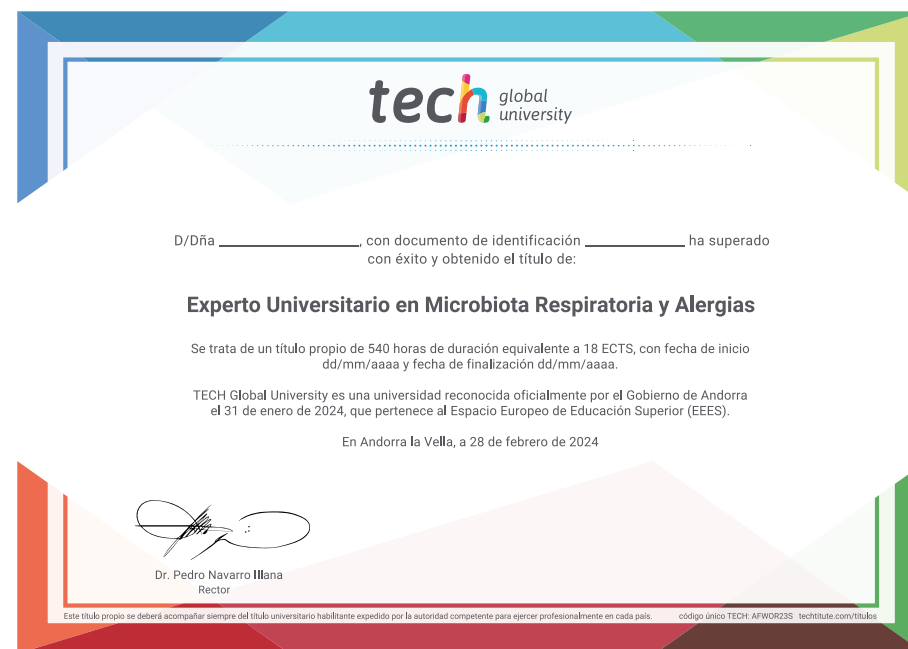 tech global university
D/Dña ____________________, con documento de identificación ______________ ha superado
con éxito y obtenido el título de:
Experto Universitario en Microbiota Respiratoria y Alergias
Se trata de un título propio de 540 horas de duración equivalente a 18 ECTS, con fecha de inicio
dd/mm/aaaa y fecha de finalización dd/mm/aaaa.
TECH Global University es una universidad reconocida oficialmente por el Gobierno de Andorra
el 31 de enero de 2024, que pertenece al Espacio Europeo de Educación Superior (EEES).
En Andorra la Vella, a 28 de febrero de 2024
Dr. Pedro Navarro Illana
Rector
Este título propio se deberá acompañar siempre del título universitario habilitante expedido por la autoridad competente para ejercer profesionalmente en cada país. código único TECH: AFWOR23S techtitute.com/titulos